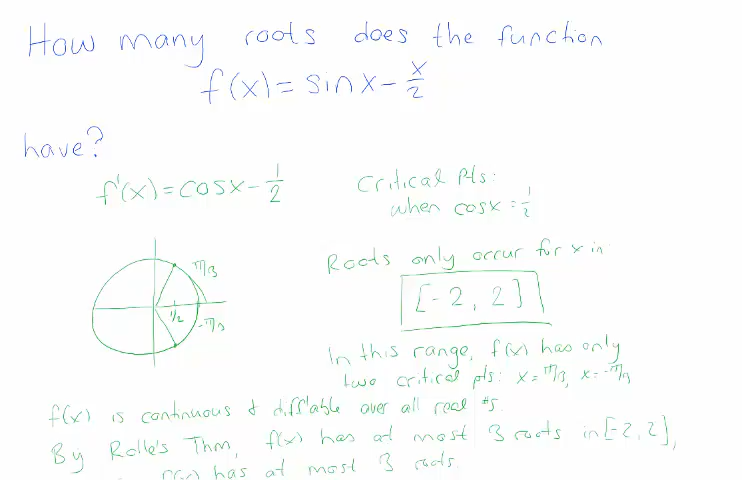 How many roots does the function
f(x) = sin x - x/2
have?
f'(x) = cos x - 1/2
Critical pts:
when cos x = 1/2
π/3
1/2
-π/3
Roots only occur for x in
[-2, 2]
In this range, f(x) has only
two critical pts: x = π/3, x = -π/3
f(x) is continuous & diff'able over all real #s.
By Rolle's Thm, f(x) has at most 3 roots in [-2, 2],
f(x) has at most 3 roots.